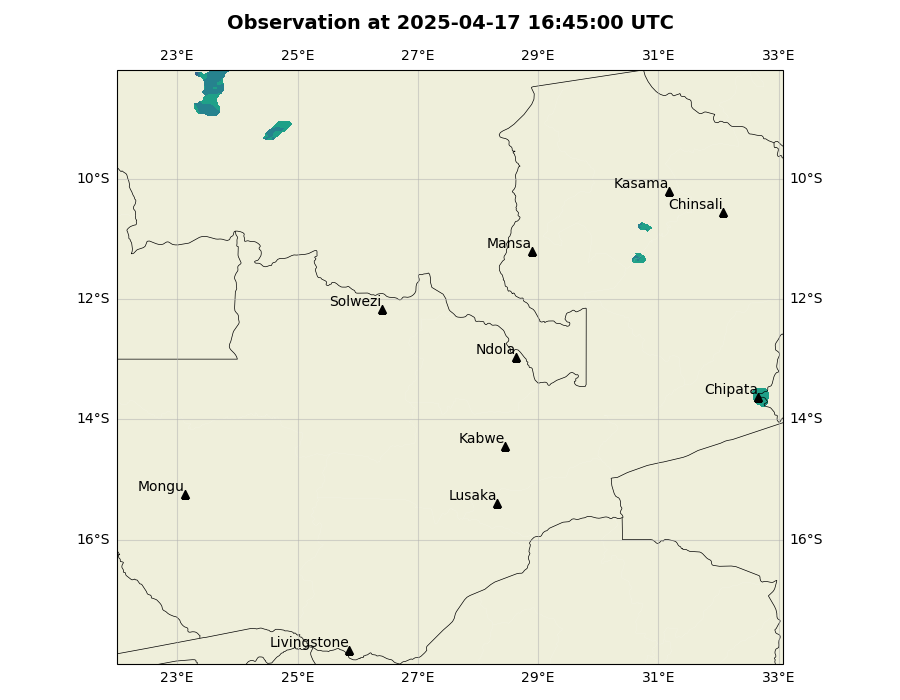 Observation at 2025-04-17 16:45:00 UTC
23°E 25°E 27°E 29°E 31°E 33°E
10°S 10°S
Kasama
Chinsali
Mansa
12°S 12°S
Solwezi
Ndola
Chipata
14°S 14°S
Kabwe
Mongu
Lusaka
16°S 16°S
Livingstone
23°E 25°E 27°E 29°E 31°E 33°E